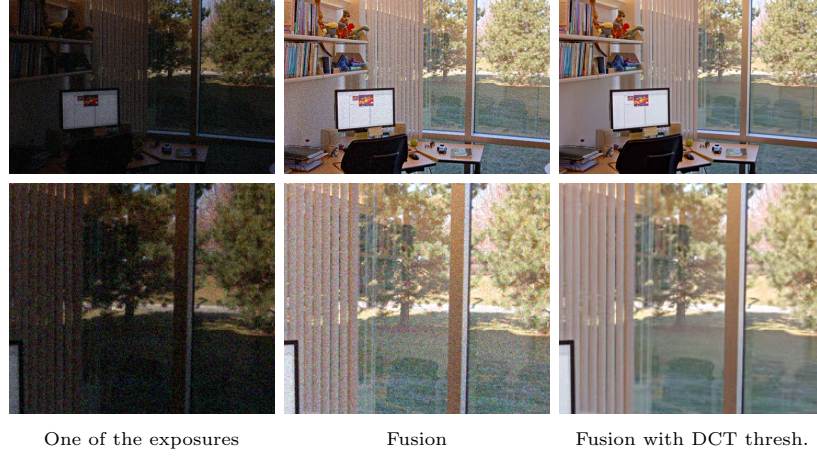 One of the exposures
Fusion
Fusion with DCT thresh.